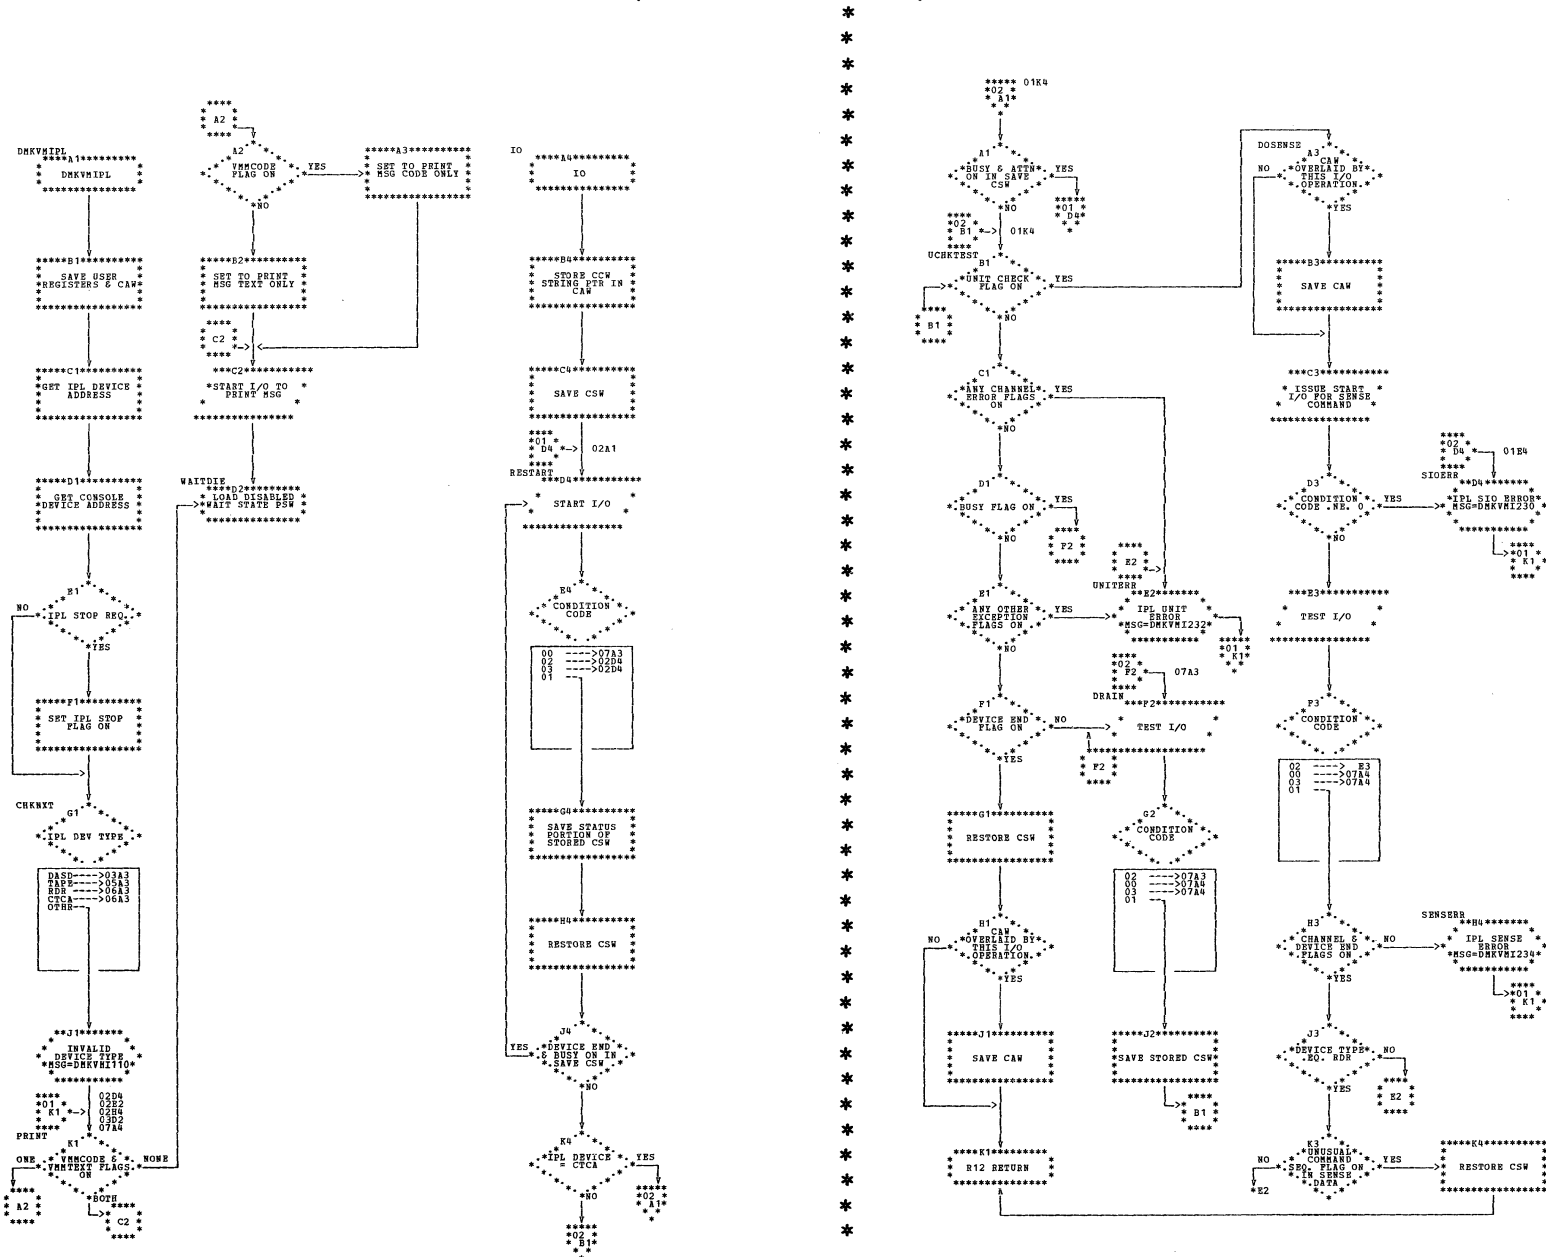 DMKVMIPL
****A1*********
DMKVMIPL
****B1*********
SAVE USER
REGISTERS & CAW
****C1*********
GET IPL DEVICE
ADDRESS
****D1*********
GET CONSOLE
DEVICE ADDRESS
E1
IPL STOP REQ.
NO
YES
****F1*********
SET IPL STOP
FLAG ON
CHKNXT
G1
IPL DEV TYPE
DASD---->03A3
TAPE---->05A3
RDR ---->06A3
CTCA---->06A3
OTHR---
**J1*******
INVALID
DEVICE TYPE
*MSG=DMKVMI110*
01
K1
02D4
02E2
02H4
03D2
07A4
PRINT
K1
VMMCODE &
VMMTEXT FLAGS
ON
ONE
NONE
BOTH
A2
C2
A2
A2
VMMCODE
FLAG ON
YES
NO
****A3*********
SET TO PRINT
MSG CODE ONLY
****B2*********
SET TO PRINT
MSG TEXT ONLY
C2
***C2**********
*START I/O TO
PRINT MSG *
WAITDIE
****D2*********
LOAD DISABLED
WAIT STATE PSW
IO
****A4*********
IO
****B4*********
STORE CCW
STRING PTR IN
CAW
****C4*********
SAVE CSW
*01
D4
02A1
RESTART
***D4**********
START I/O
E4
CONDITION
CODE
00 ---->07A3
02 ---->02D4
03 ---->02D4
01 ---
****G4*********
SAVE STATUS
PORTION OF
STORED CSW
****H4*********
RESTORE CSW
J4
DEVICE END
& BUSY ON IN
SAVE CSW
YES
NO
K4
IPL DEVICE
= CTCA
YES
NO
*02
A1*
*02
B1*
*02
A1*
01K4
A1
BUSY & ATTN
ON IN SAVE
CSW
YES
NO
*01
D4*
*02
B1
01K4
UCHKTEST
B1
UNIT CHECK
FLAG ON
YES
NO
B1
C1
ANY CHANNEL
ERROR FLAGS
ON
YES
NO
D1
BUSY FLAG ON
YES
NO
F2
E1
ANY OTHER
EXCEPTION
FLAGS ON
YES
NO
E2
UNITERR
**E2*******
IPL UNIT
ERROR
*MSG=DMKVMI232*
*01
K1*
F1
DEVICE END
FLAG ON
NO
YES
F2
*02
F2
07A3
DRAIN
***F2**********
TEST I/O
G2
CONDITION
CODE
02 ---->07A3
00 ---->07A4
03 ---->07A4
01 ---
****J2*********
SAVE STORED CSW
B1
****G1*********
RESTORE CSW
H1
CAW
OVERLAID BY
THIS I/O
OPERATION
NO
YES
****J1*********
SAVE CAW
****K1*********
R12 RETURN
DOSENSE
A3
CAW
OVERLAID BY
THIS I/O
OPERATION
NO
YES
****B3*********
SAVE CAW
***C3**********
ISSUE START
I/O FOR SENSE
COMMAND
D3
CONDITION
CODE .NE. 0
YES
NO
*02
D4
01E4
SIOERR
**D4*******
*IPL SIO ERROR
MSG=DMKVMI230
*01
K1
***E3**********
TEST I/O
F3
CONDITION
CODE
02 ----> E3
00 ---->07A4
03 ---->07A4
01 ---
H3
CHANNEL &
DEVICE END
FLAGS ON
NO
YES
SENSERR
**H4*******
IPL SENSE
ERROR
*MSG=DMKVMI234*
*01
K1
J3
DEVICE TYPE
.EQ. RDR
NO
YES
E2
K3
UNUSUAL
COMMAND
SEQ. FLAG ON
IN SENSE
DATA
NO
YES
*E2
****K4*********
RESTORE CSW